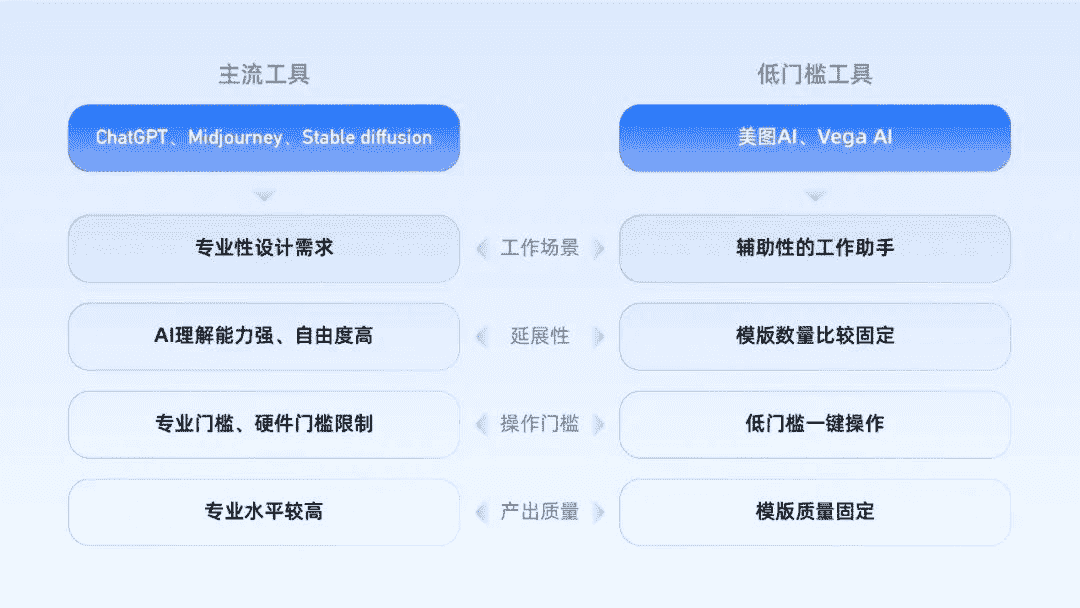 主流工具
低门槛工具
ChatGPT、Midjourney、Stable diffusion
美图AI、Vega AI
专业性设计需求
工作场景
辅助性的工作助手
AI理解能力强、自由度高
延展性
模版数量比较固定
专业门槛、硬件门槛限制
操作门槛
低门槛一键操作
专业水平较高
产出质量
模版质量固定